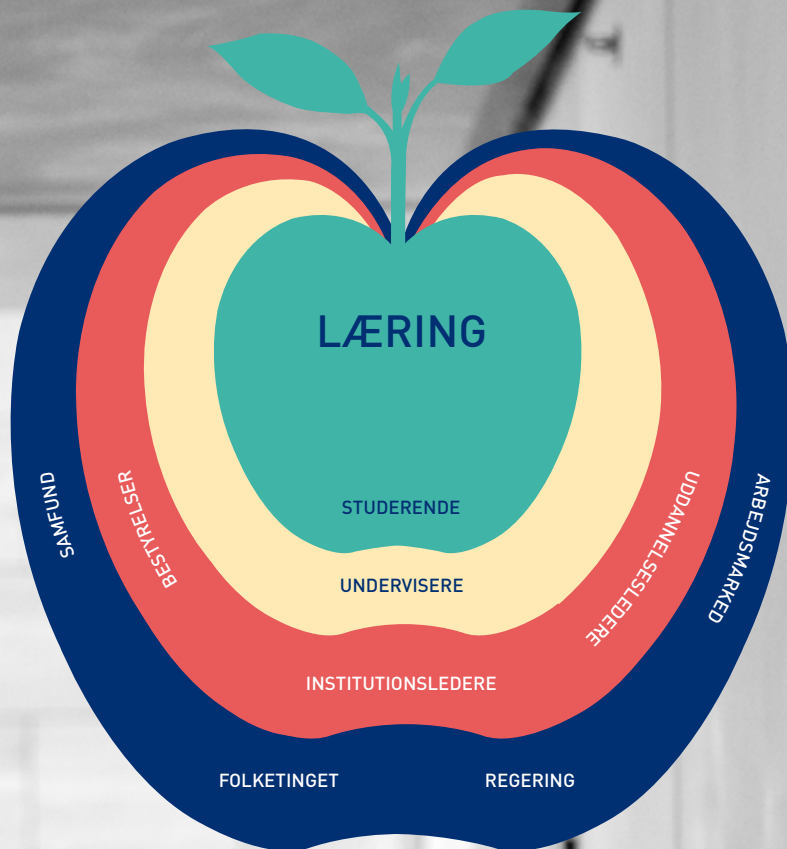 LÆRING
STUDERENDE
UNDERVISERE
BESTYRELSER
INSTITUTIONSLEDERE
UDDANNELSESLEDERE
SAMFUND
FOLKETINGET
REGERING
ARBEJDSMARKED